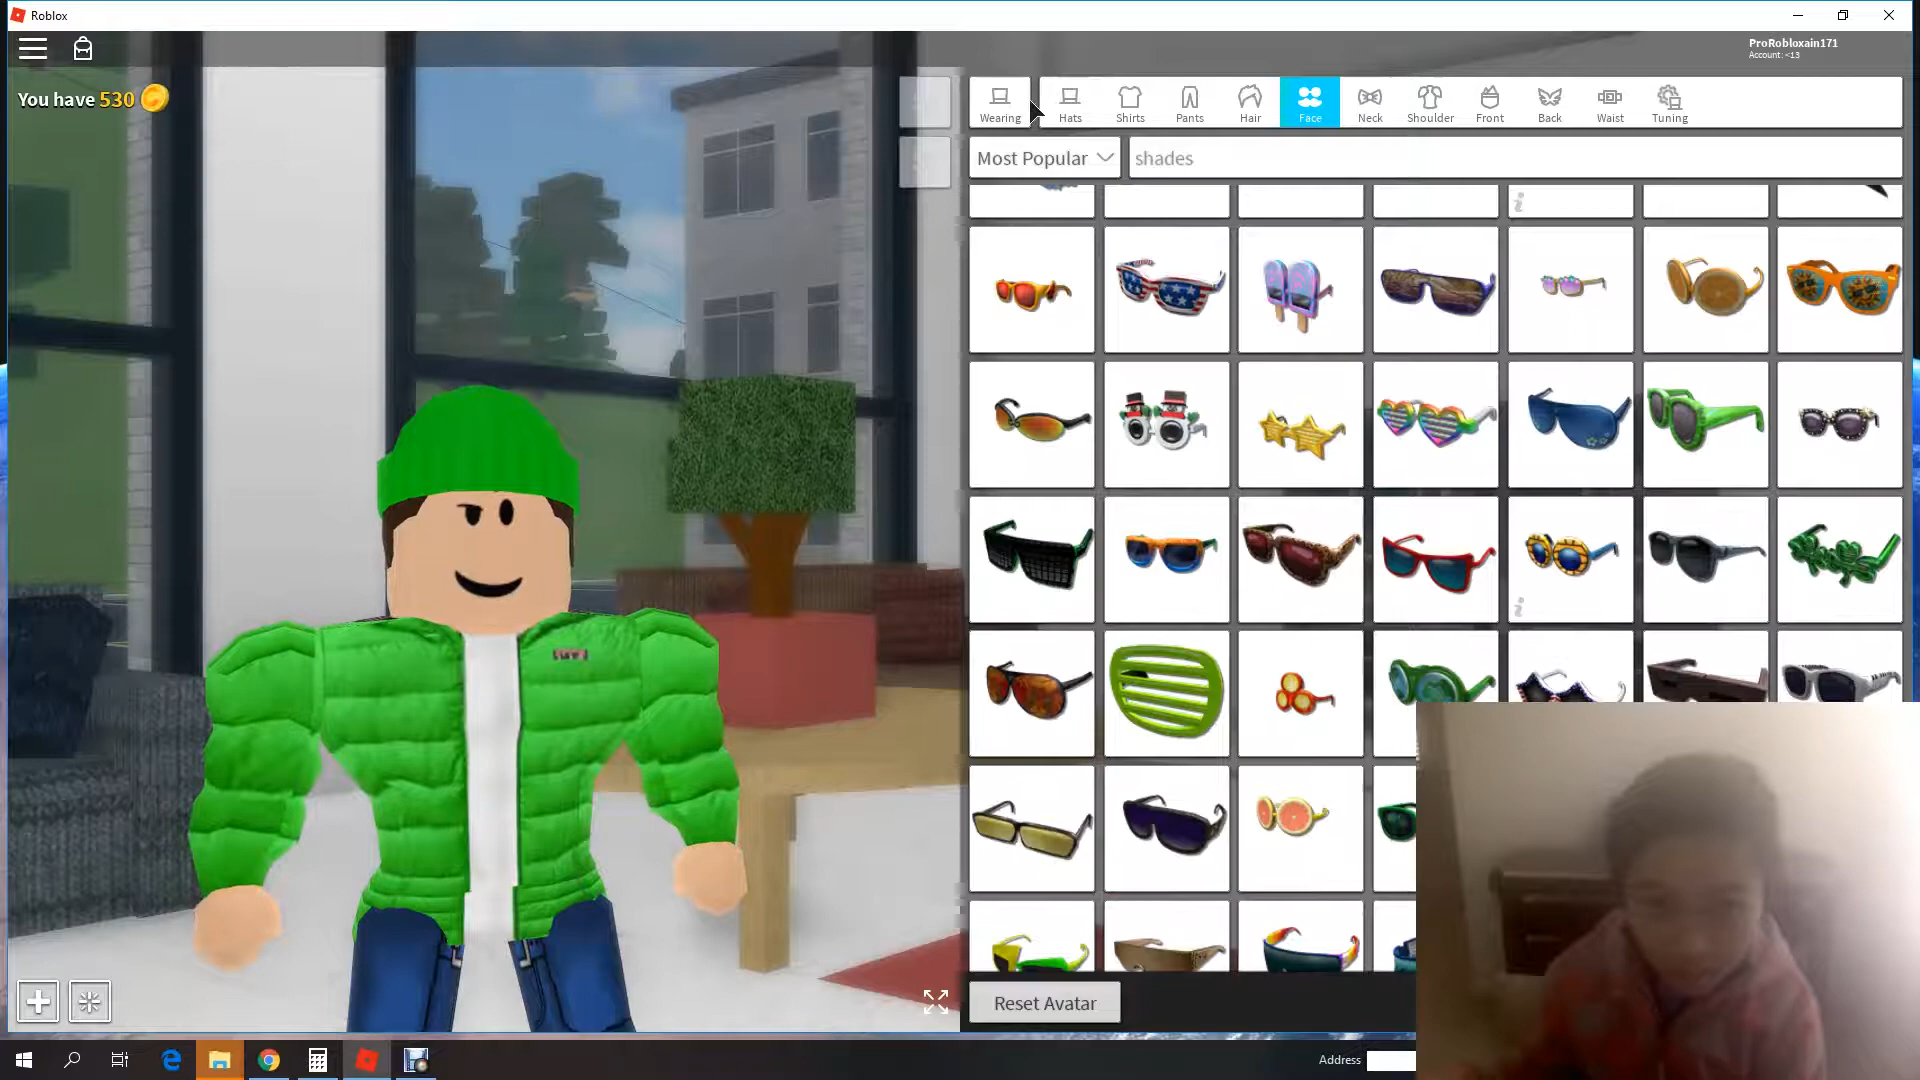 Roblox
ProRobloxain171
Account: <13
You have 530
Wearing
Hats
Shirts
Pants
Hair
Face
Neck
Shoulder
Front
Back
Waist
Tuning
Most Popular
shades
Reset Avatar
Address